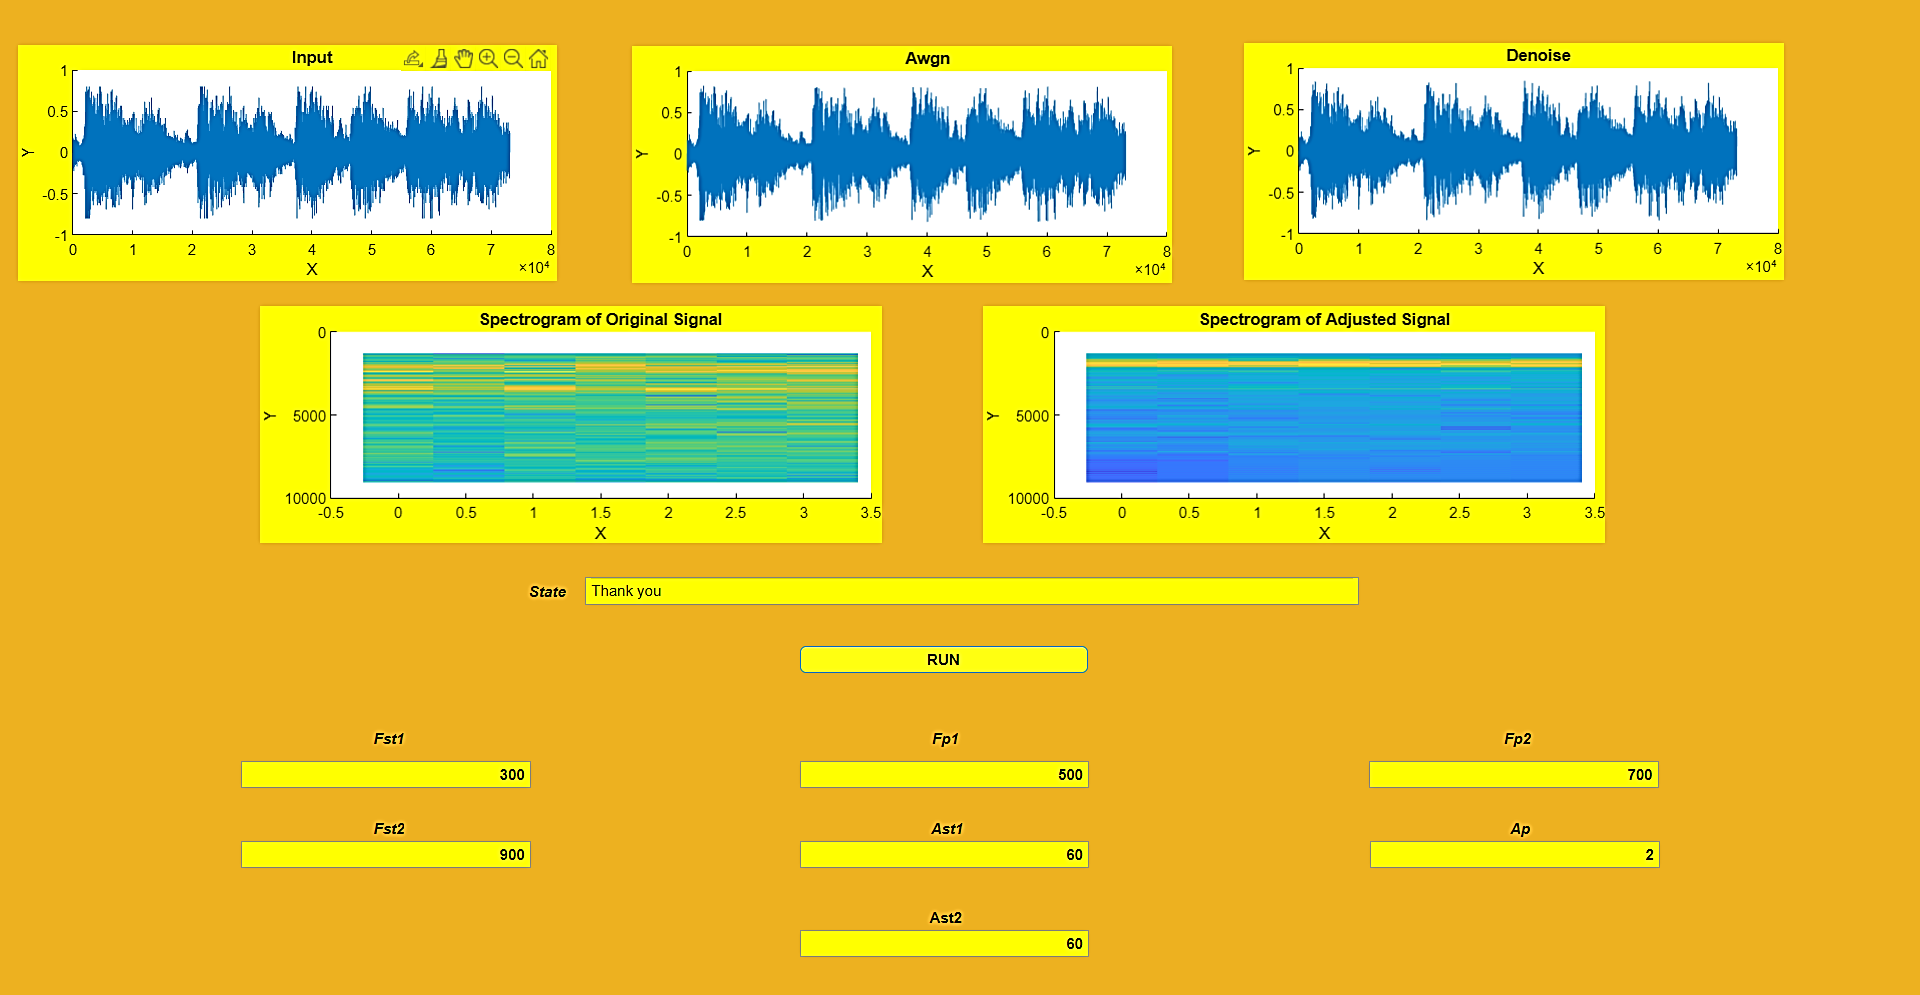 Input
1
0.5
0
-0.5
-1
Y
0 1 2 3 4 5 6 7 8
×10⁴
X
Awgn
1
0.5
0
-0.5
-1
Y
0 1 2 3 4 5 6 7 8
×10⁴
X
Denoise
1
0.5
0
-0.5
-1
Y
0 1 2 3 4 5 6 7 8
×10⁴
X
Spectrogram of Original Signal
0
5000
10000
Y
-0.5 0 0.5 1 1.5 2 2.5 3 3.5
X
Spectrogram of Adjusted Signal
0
5000
10000
Y
-0.5 0 0.5 1 1.5 2 2.5 3 3.5
X
State Thank you
RUN
Fst1 Fp1 Fp2
300 500 700
Fst2 Ast1 Ap
900 60 2
Ast2
60